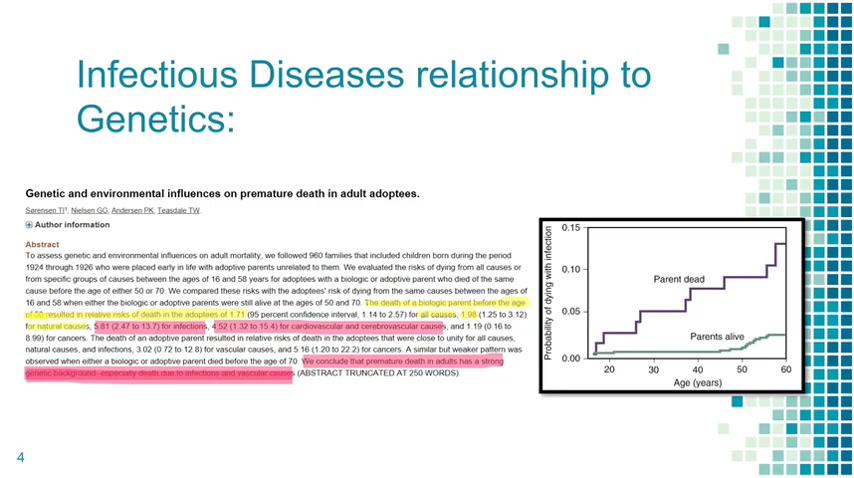 Infectious Diseases relationship to
Genetics:
Genetic and environmental influences on premature death in adult adoptees.
Sørensen TI¹, Nielsen GG, Andersen PK, Teasdale TW.
Author information
Abstract
To assess genetic and environmental influences on adult mortality, we followed 960 families that included children born during the period
1924 through 1926 who were placed early in life with adoptive parents unrelated to them. We evaluated the risks of dying from all causes or
from specific groups of causes between the ages of 16 and 58 years for adoptees with a biologic or adoptive parent who died of the same
cause before the age of either 50 or 70. We compared these risks with the adoptees' risk of dying from the same causes between the ages of
16 and 58 when either the biologic or adoptive parents were still alive at the ages of 50 and 70. The death of a biologic parent before the age
of 50 resulted in relative risks of death in the adoptees of 1.71 (95 percent confidence interval, 1.14 to 2.57) for all causes, 1.98 (1.25 to 3.12)
for natural causes, 5.81 (2.47 to 13.7) for infections, 4.52 (1.32 to 15.4) for cardiovascular and cerebrovascular causes, and 1.19 (0.16 to
8.99) for cancers. The death of an adoptive parent resulted in relative risks of death in the adoptees that were close to unity for all causes,
natural causes, and infections, 3.02 (0.72 to 12.8) for vascular causes, and 5.16 (1.20 to 22.2) for cancers. A similar but weaker pattern was
observed when either a biologic or adoptive parent died before the age of 70. We conclude that premature death in adults has a strong
genetic background--especially death due to infections and vascular causes.(ABSTRACT TRUNCATED AT 250 WORDS).
Probability of dying with infection
0.15
0.10
0.05
0.00
Parent dead
Parents alive
20 30 40 50 60
Age (years)
4